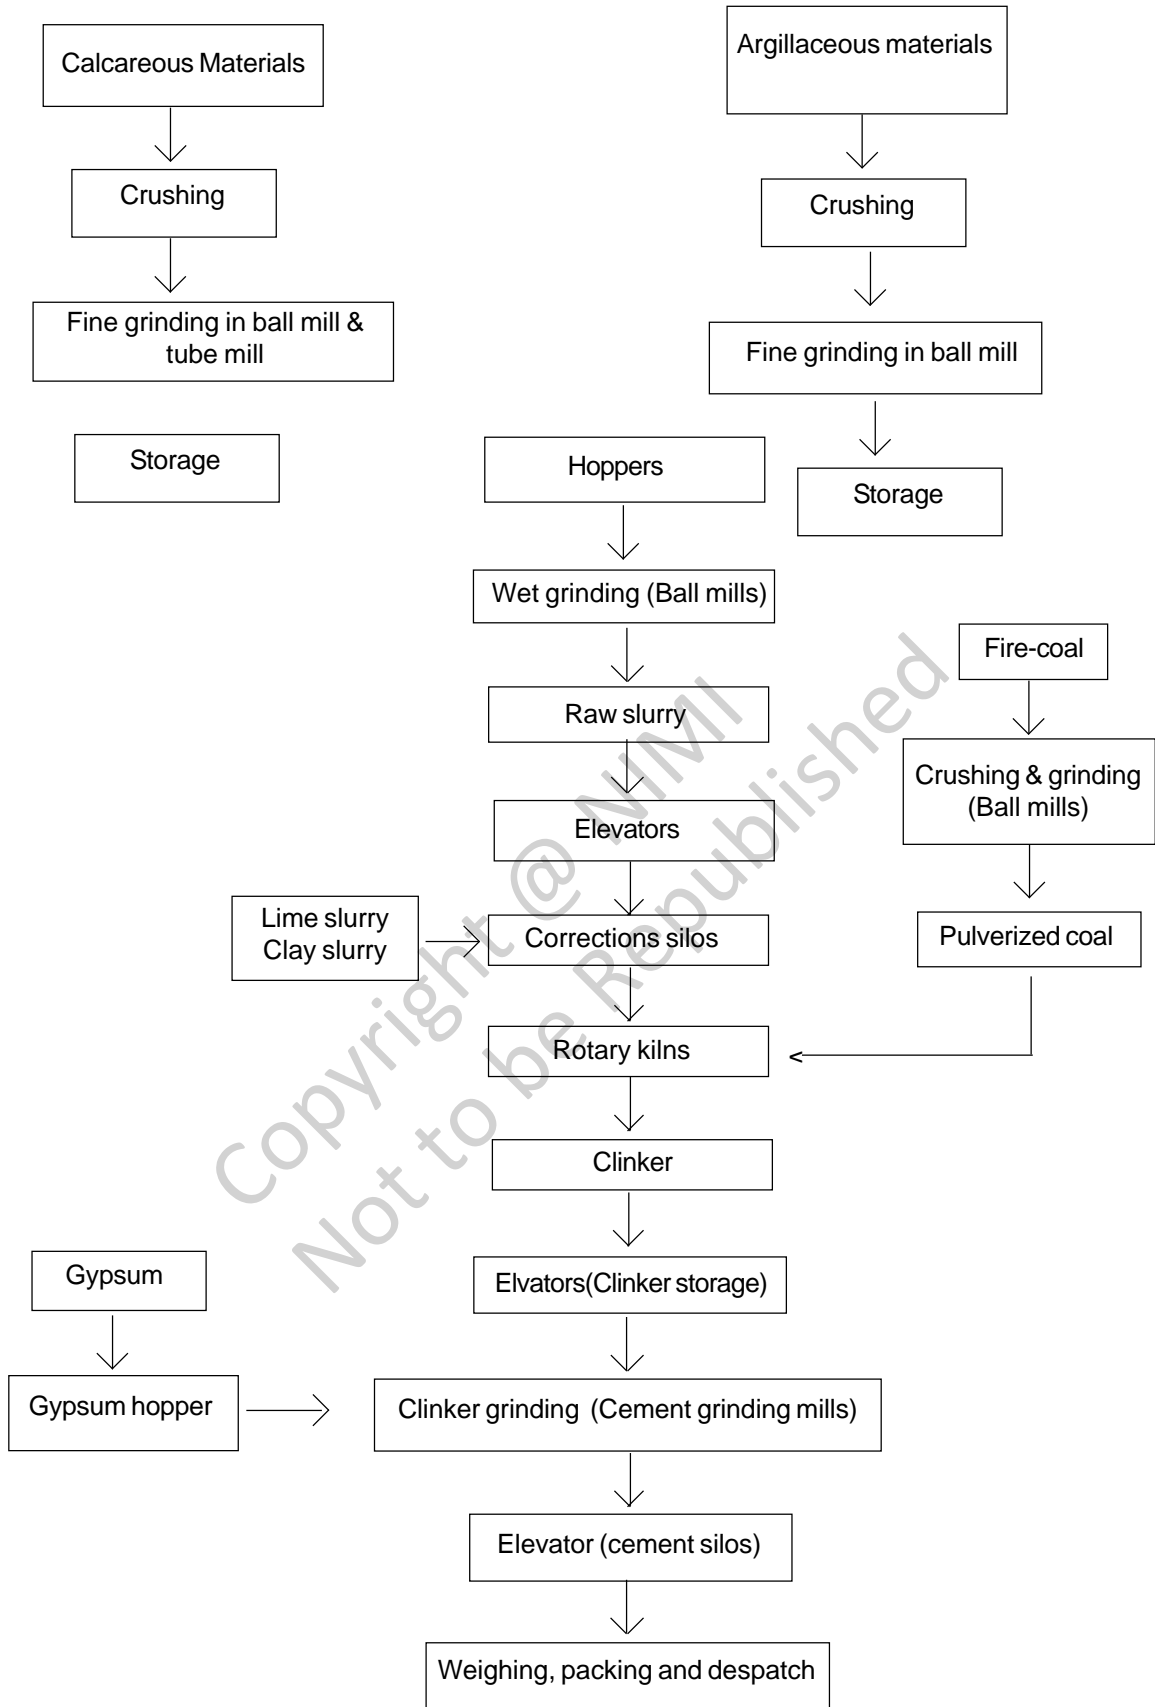 Calcareous Materials
Argillaceous materials
Crushing
Crushing
Fine grinding in ball mill &
tube mill
Fine grinding in ball mill
Storage
Hoppers
Storage
Wet grinding (Ball mills)
Fire-coal
Raw slurry
Crushing & grinding
(Ball mills)
Elevators
Lime slurry
Clay slurry
Corrections silos
Pulverized coal
Rotary kilns
Clinker
Gypsum
Elvators(Clinker storage)
Gypsum hopper
Clinker grinding (Cement grinding mills)
Elevator (cement silos)
Weighing, packing and despatch
Copyright @ NIMI
Not to be Republished